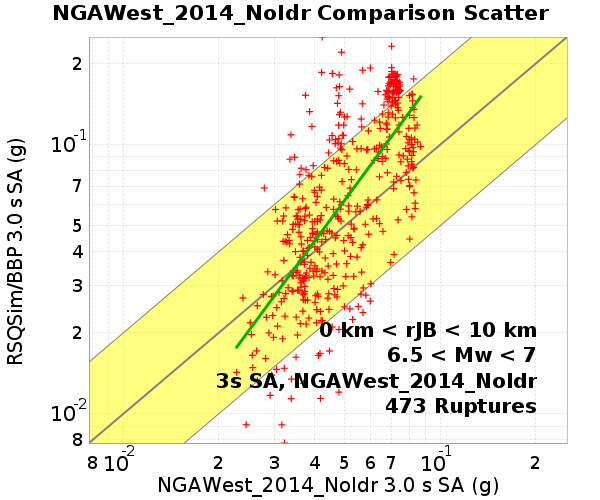 NGAWest_2014_NoIdr Comparison Scatter
RSQSim/BBP 3.0 s SA (g)
2
10-1
7
5
4
3
2
10-2
8
0 km < rJB < 10 km
6.5 < Mw < 7
3s SA, NGAWest_2014_NoIdr
473 Ruptures
8 10-2 2 3 4 5 6 7 10-1 2
NGAWest_2014_NoIdr 3.0 s SA (g)